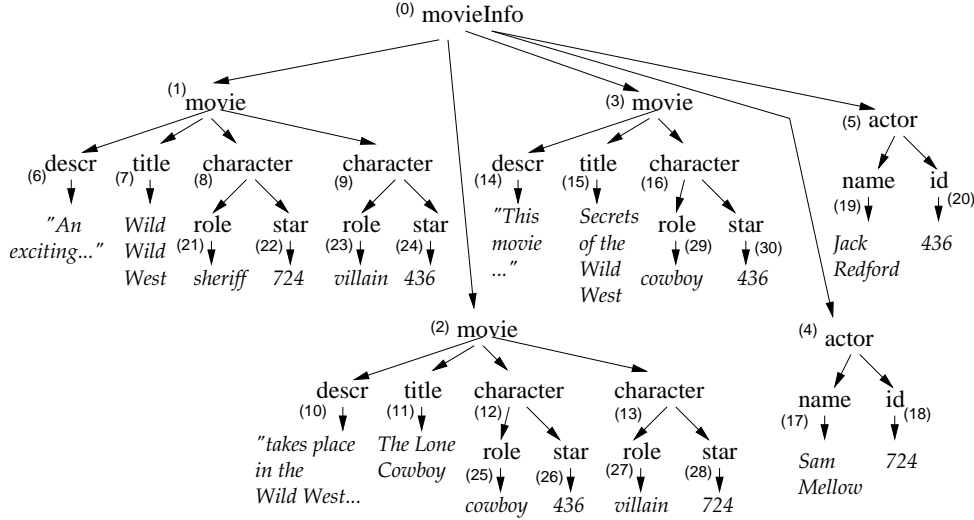 (0) movieInfo
(1) movie
(3) movie
(5) actor
(6) descr
(7) title
(8) character
(9) character
(14) descr
(15) title
(16) character
name
(19)
id
(20)
"An
exciting..."
Wild
Wild
West
role
(21)
star
(22)
role
(23)
star
(24)
sheriff
724
villain
436
"This
movie
..."
Secrets
of the
Wild
West
role
(29)
star
(30)
cowboy
436
Jack
Redford
436
(2) movie
(4) actor
descr
(10)
title
(11)
character
(12)
character
(13)
name
(17)
id
(18)
"takes place
in the
Wild West...
The Lone
Cowboy
role
(25)
star
(26)
role
(27)
star
(28)
cowboy
436
villain
724
Sam
Mellow
724